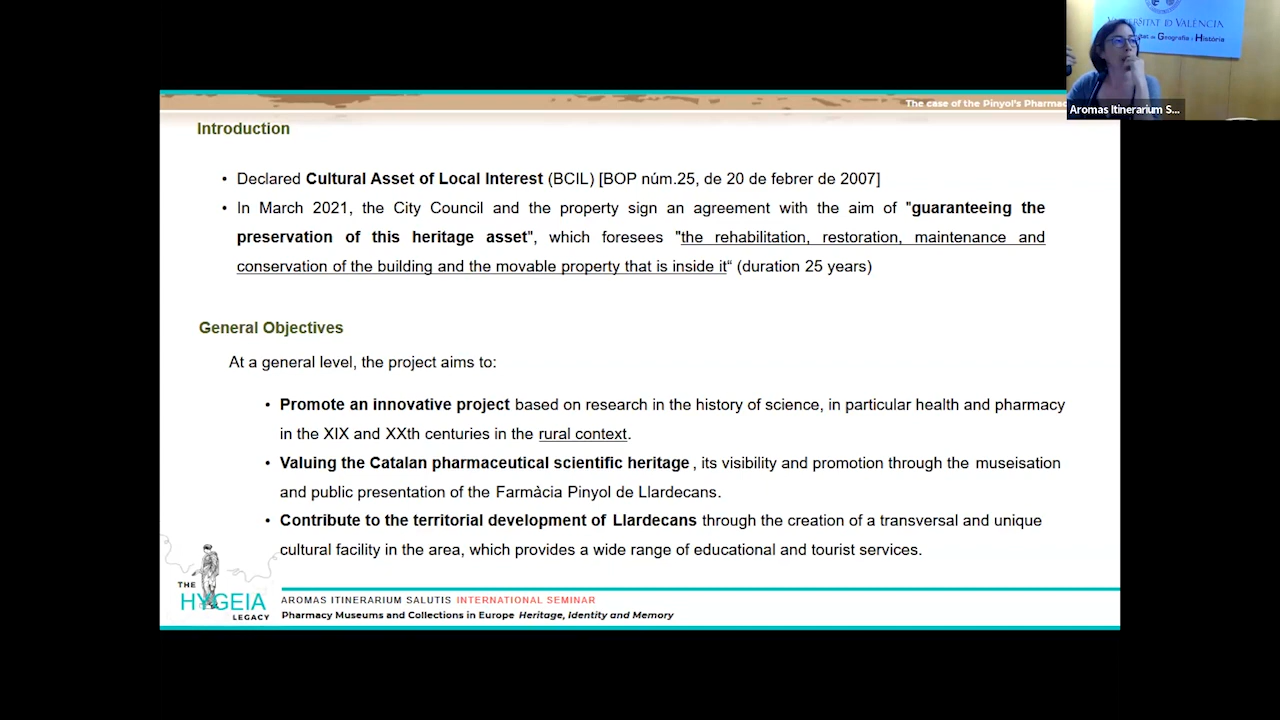 VNIVERSITAT ID VALÈNCIA
Geografia i Història
Aromas Itinerarium S...
The case of the Pinyol's Pharmac
Introduction
• Declared Cultural Asset of Local Interest (BCIL) [BOP núm.25, de 20 de febrer de 2007]
• In March 2021, the City Council and the property sign an agreement with the aim of "guaranteeing the
preservation of this heritage asset", which foresees "the rehabilitation, restoration, maintenance and
conservation of the building and the movable property that is inside it“ (duration 25 years)
General Objectives
At a general level, the project aims to:
• Promote an innovative project based on research in the history of science, in particular health and pharmacy
in the XIX and XXth centuries in the rural context.
• Valuing the Catalan pharmaceutical scientific heritage , its visibility and promotion through the museisation
and public presentation of the Farmàcia Pinyol de Llardecans.
• Contribute to the territorial development of Llardecans through the creation of a transversal and unique
cultural facility in the area, which provides a wide range of educational and tourist services.
THE
HYGEIA
LEGACY
AROMAS ITINERARIUM SALUTIS INTERNATIONAL SEMINAR
Pharmacy Museums and Collections in Europe Heritage, Identity and Memory